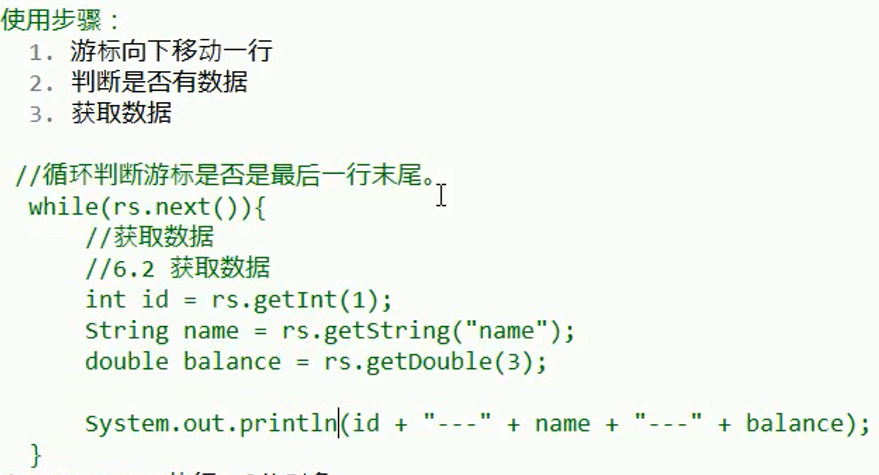 使用步骤：
1. 游标向下移动一行
2. 判断是否有数据
3. 获取数据
//循环判断游标是否是最后一行末尾。
while(rs.next()){
//获取数据
//6.2 获取数据
int id = rs.getInt(1);
String name = rs.getString("name");
double balance = rs.getDouble(3);
System.out.println(id + "---" + name + "---" + balance);
}